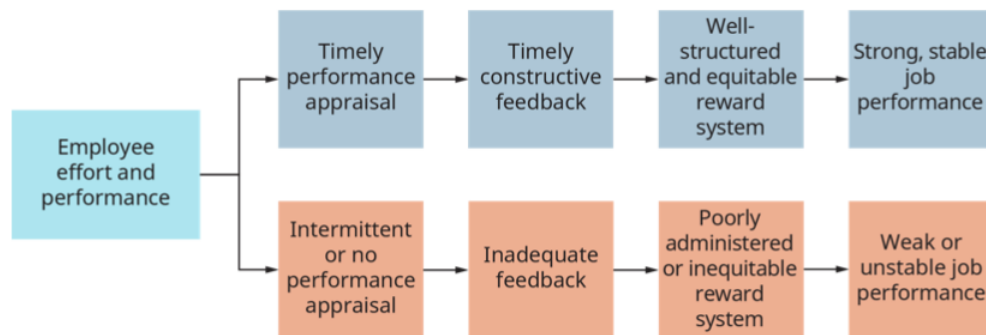 Employee
effort and
performance
Timely
performance
appraisal
Timely
constructive
feedback
Well-
structured
and equitable
reward
system
Strong, stable
job
performance
Intermittent
or no
performance
appraisal
Inadequate
feedback
Poorly
administered
or inequitable
reward
system
Weak or
unstable job
performance